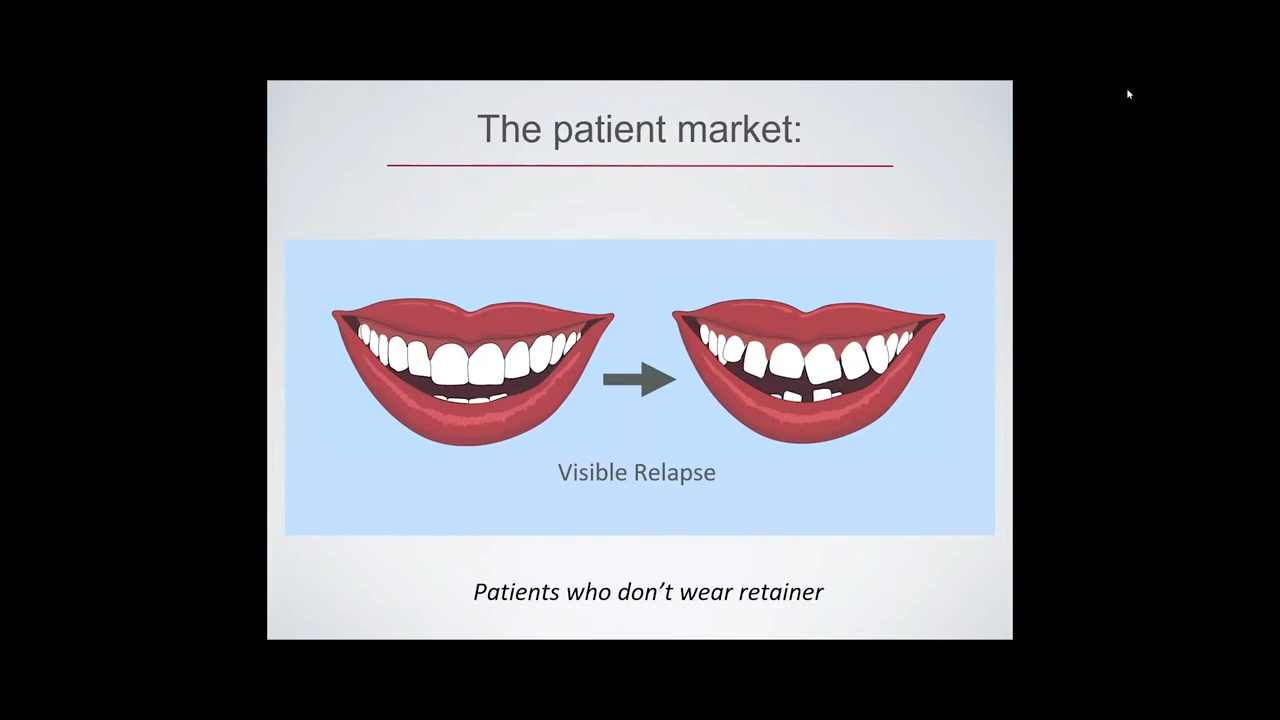 The patient market:
Visible Relapse
Patients who don’t wear retainer